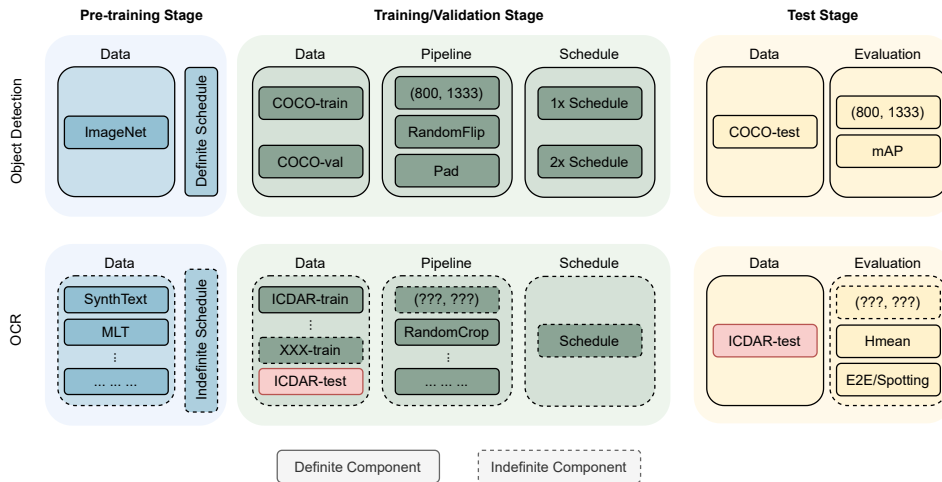 Pre-training Stage
Training/Validation Stage
Test Stage
Object Detection
Data
ImageNet
Definite Schedule
Data
COCO-train
COCO-val
Pipeline
(800, 1333)
RandomFlip
Pad
Schedule
1x Schedule
2x Schedule
Data
COCO-test
Evaluation
(800, 1333)
mAP
OCR
Data
SynthText
MLT
⋮
... ... ...
Indefinite Schedule
Data
ICDAR-train
⋮
XXX-train
ICDAR-test
Pipeline
(???, ???)
RandomCrop
⋮
... ... ...
Schedule
Schedule
Data
ICDAR-test
Evaluation
(???, ???)
Hmean
E2E/Spotting
Definite Component
Indefinite Component